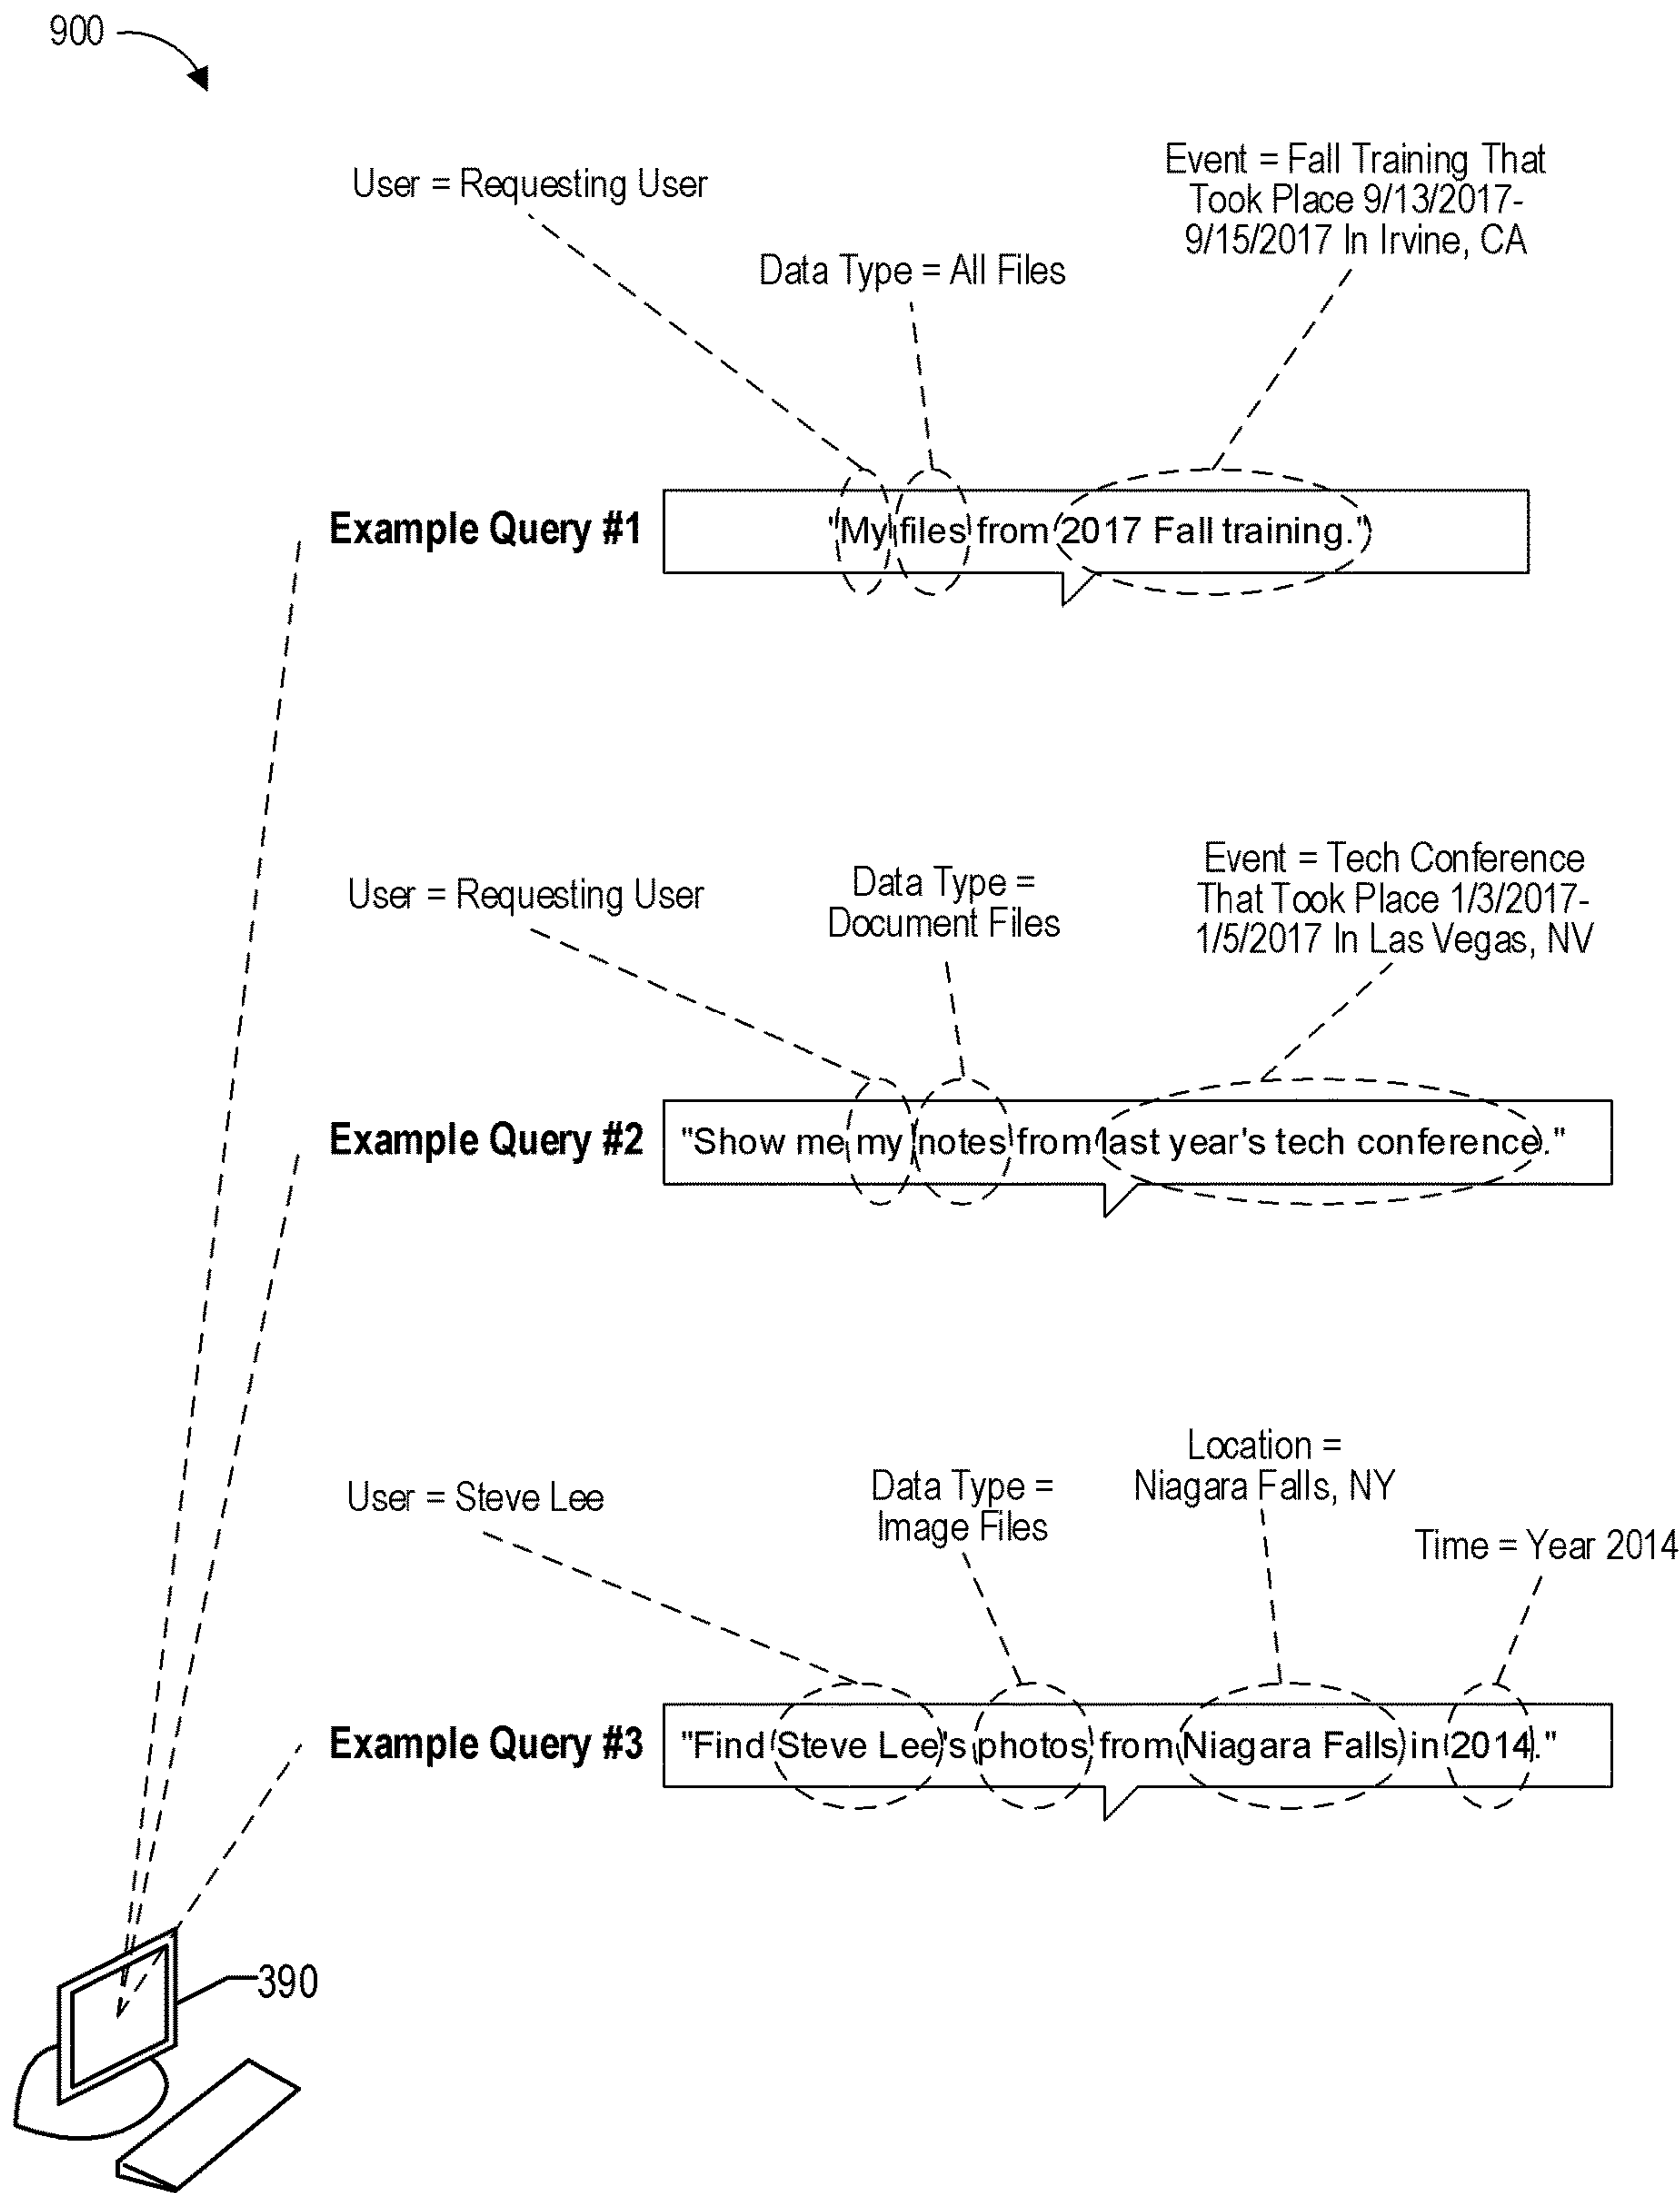 900
User = Requesting User
Data Type = All Files
Event = Fall Training That
Took Place 9/13/2017-
9/15/2017 In Irvine, CA
Example Query #1
"My files from 2017 Fall training."
User = Requesting User
Data Type =
Document Files
Event = Tech Conference
That Took Place 1/3/2017-
1/5/2017 In Las Vegas, NV
Example Query #2
"Show me my notes from last year's tech conference."
User = Steve Lee
Data Type =
Image Files
Location =
Niagara Falls, NY
Time = Year 2014
Example Query #3
"Find Steve Lee's photos from Niagara Falls in 2014."
390